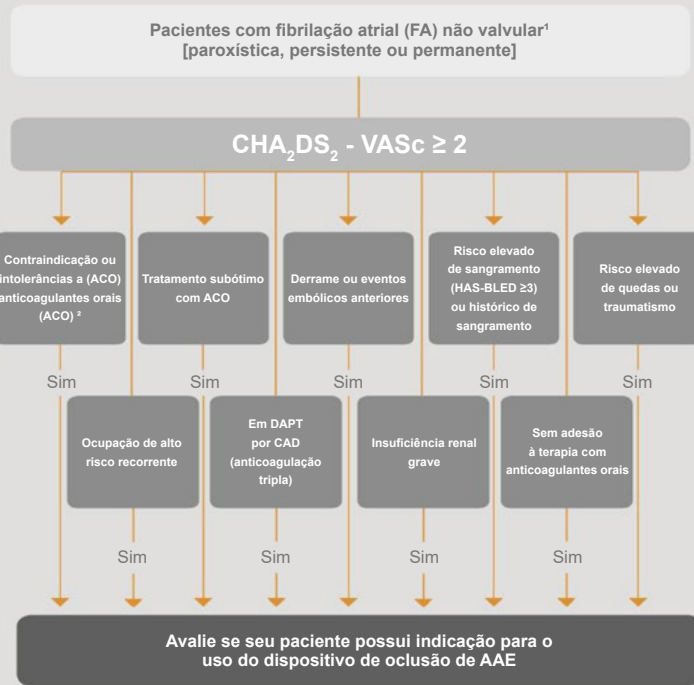 Pacientes com fibrilação atrial (FA) não valvular¹
[paroxística, persistente ou permanente]
CHA₂DS₂ - VASc ≥ 2
Contraindicação ou
intolerâncias a (ACO)
anticoagulantes orais
(ACO) ²
Tratamento subótimo
com ACO
Derrame ou eventos
embólicos anteriores
Risco elevado
de sangramento
(HAS-BLED ≥3)
ou histórico de
sangramento
Risco elevado
de quedas ou
traumatismo
Sim
Sim
Sim
Sim
Sim
Ocupação de alto
risco recorrente
Em DAPT
por CAD
(anticoagulação
tripla)
Insuficiência renal
grave
Sem adesão
à terapia com
anticoagulantes orais
Sim
Sim
Sim
Sim
Avalie se seu paciente possui indicação para o
uso do dispositivo de oclusão de AAE